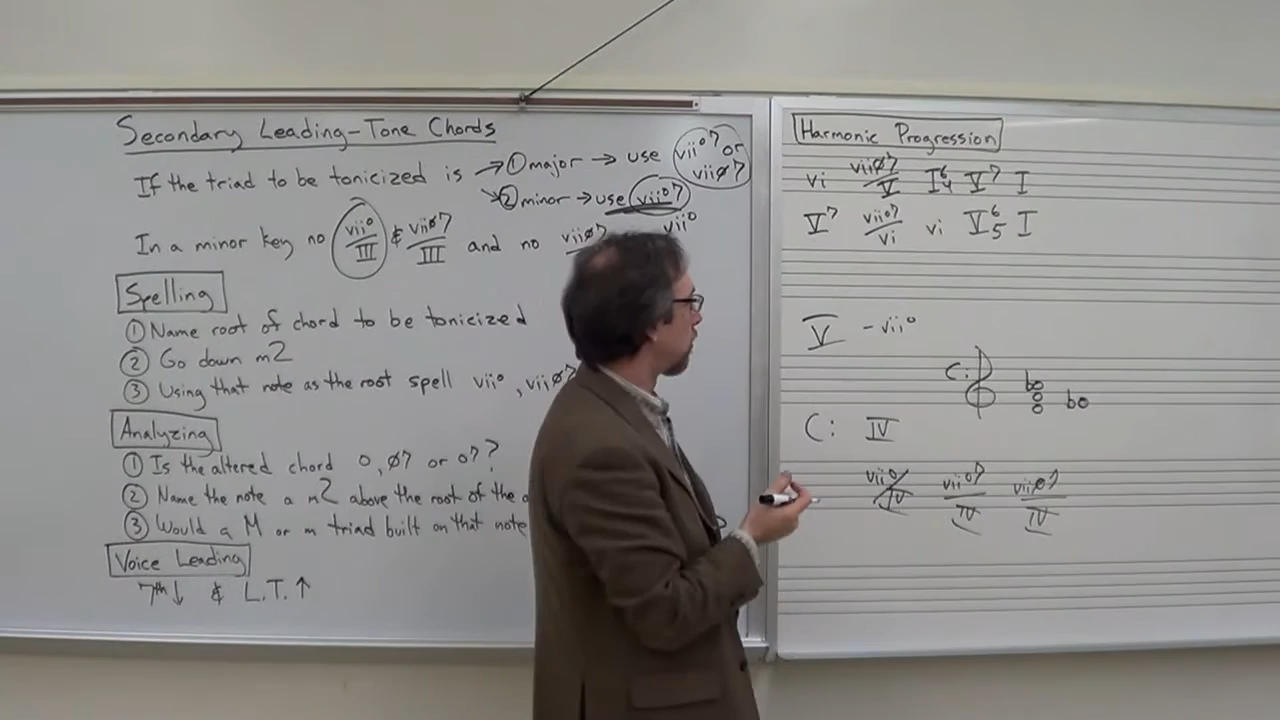 Secondary Leading-Tone Chords
If the triad to be tonicized is → ① major → use vii°7 or viiø7
↘ ② minor → use vii°7
vii°
In a minor key no vii°/III & viiø7/III and no viiø7
Spelling
① Name root of chord to be tonicized
② Go down m2
③ Using that note as the root spell vii°, viiø7
Analyzing
① Is the altered chord o, ø7 or o7?
② Name the note a m2 above the root of the
③ Would a M or m triad built on that note
Voice Leading
7th↓ & L.T.↑
Harmonic Progression
vi viiø7/V I6/4 V7 I
V7 vii°7/vi vi V6/5 I
V - vii°
C: 𝄞 ♭ ♭
C: IV
vii°/IV vii°7/IV viiø7/IV